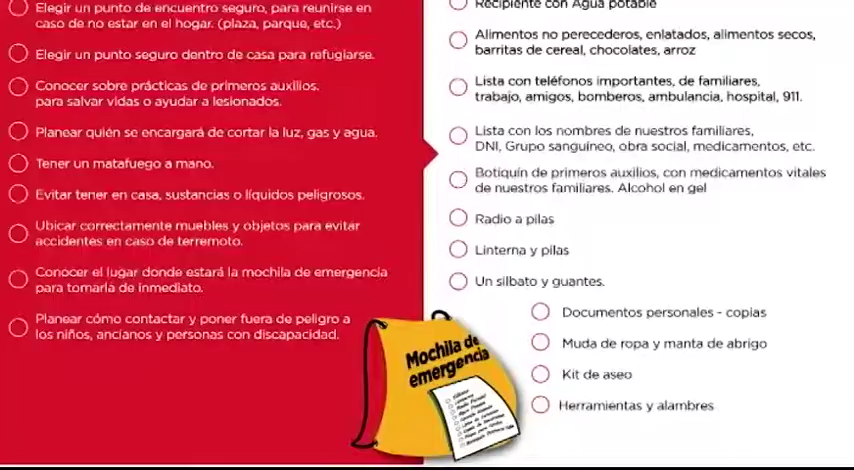 Elegir un punto de encuentro seguro, para reunirse en
caso de no estar en el hogar. (plaza, parque, etc.)
Elegir un punto seguro dentro de casa para refugiarse.
Conocer sobre prácticas de primeros auxilios,
para salvar vidas o ayudar a lesionados.
Planear quién se encargará de cortar la luz, gas y agua.
Tener un matafuego a mano.
Evitar tener en casa, sustancias o líquidos peligrosos.
Ubicar correctamente muebles y objetos para evitar
accidentes en caso de terremoto.
Conocer el lugar donde estará la mochila de emergencia
para tomarla de inmediato.
Planear cómo contactar y poner fuera de peligro a
los niños, ancianos y personas con discapacidad.
Recipiente con Agua potable
Alimentos no perecederos, enlatados, alimentos secos,
barritas de cereal, chocolates, arroz
Lista con teléfonos importantes, de familiares,
trabajo, amigos, bomberos, ambulancia, hospital, 911.
Lista con los nombres de nuestros familiares,
DNI, Grupo sanguíneo, obra social, medicamentos, etc.
Botiquín de primeros auxilios, con medicamentos vitales
de nuestros familiares. Alcohol en gel
Radio a pilas
Linterna y pilas
Un silbato y guantes.
Documentos personales - copias
Muda de ropa y manta de abrigo
Kit de aseo
Herramientas y alambres
Mochila de
emergencia